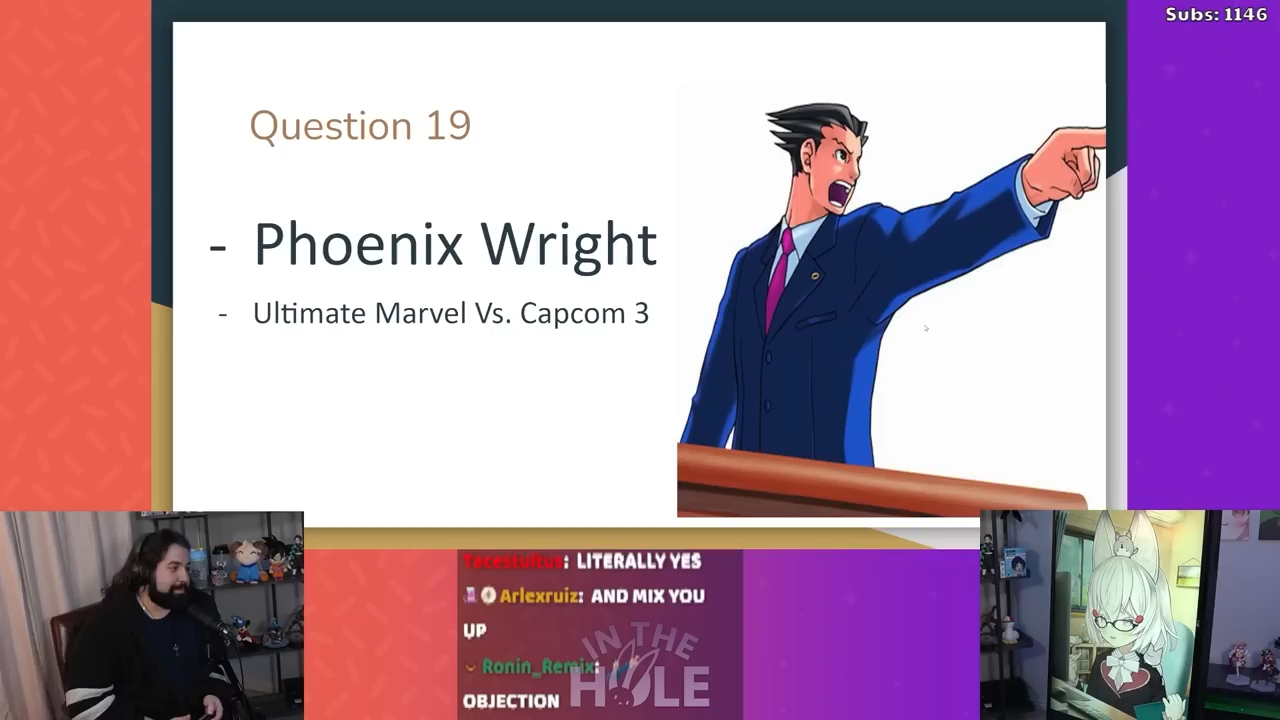 Subs: 1146
Question 19
- Phoenix Wright
- Ultimate Marvel Vs. Capcom 3
Tecestultus: LITERALLY YES
Arlexruiz: AND MIX YOU
UP
Ronin_Remix:
OBJECTION
IN THE
HOLE